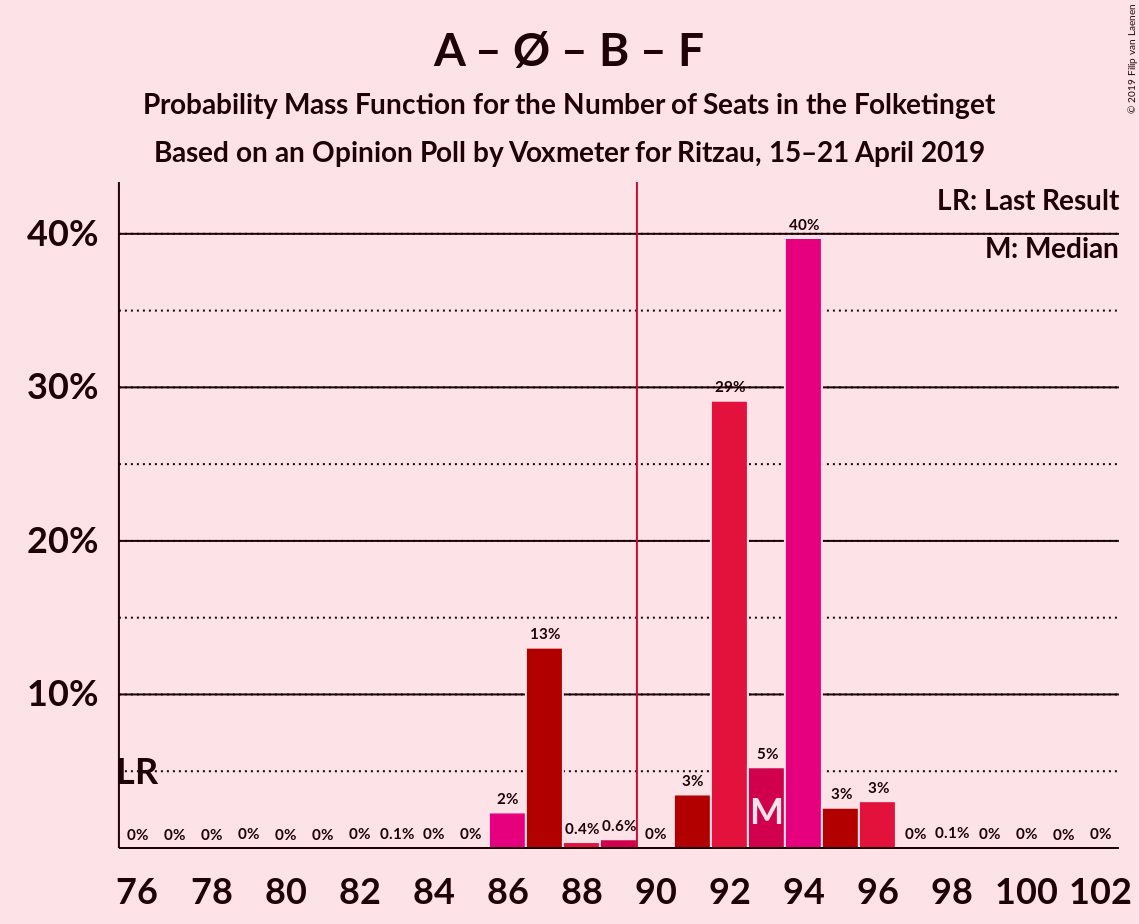 A – Ø – B – F
Probability Mass Function for the Number of Seats in the Folketinget
Based on an Opinion Poll by Voxmeter for Ritzau, 15–21 April 2019
© 2019 Filip van Laenen
LR: Last Result
M: Median
40%
30%
20%
10%
LR
M
0% 0% 0% 0% 0% 0% 0% 0.1% 0% 0% 2% 13% 0.4% 0.6% 0% 3% 29% 5% 40% 3% 3% 0% 0.1% 0% 0% 0% 0%
76 78 80 82 84 86 88 90 92 94 96 98 100 102